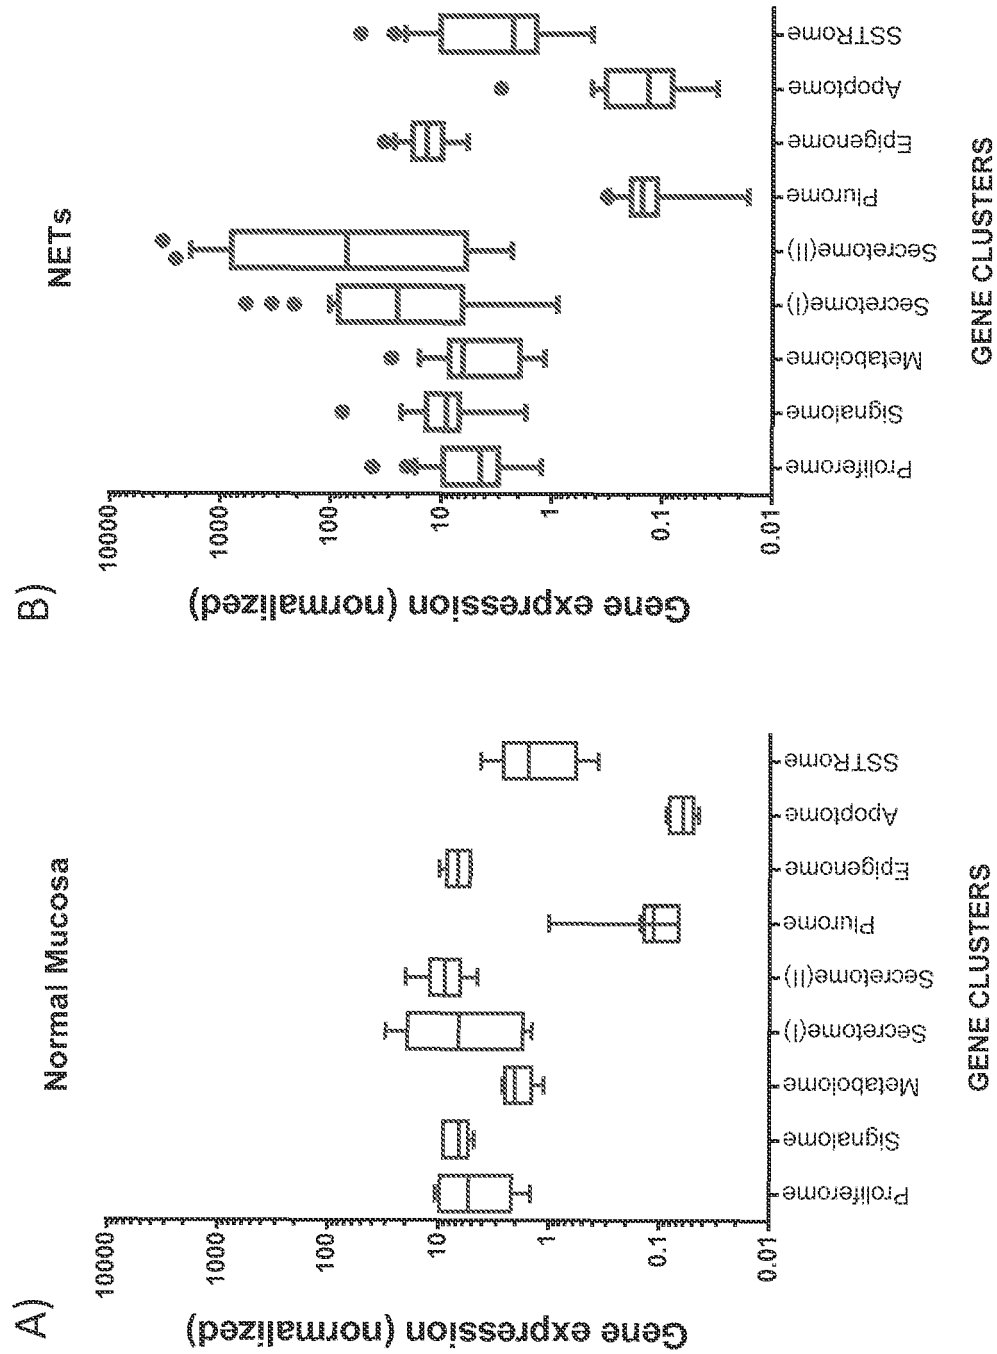 A)
Normal Mucosa
Gene expression (normalized)
10000
1000
100
10
1
0.1
0.01
Proliferome
Signalome
Metabolome
Secretome(I)
Secretome(II)
Plurome
Epigenome
Apoptome
SSTRome
GENE CLUSTERS
B)
NETs
Gene expression (normalized)
10000
1000
100
10
1
0.1
0.01
Proliferome
Signalome
Metabolome
Secretome(I)
Secretome(II)
Plurome
Epigenome
Apoptome
SSTRome
GENE CLUSTERS